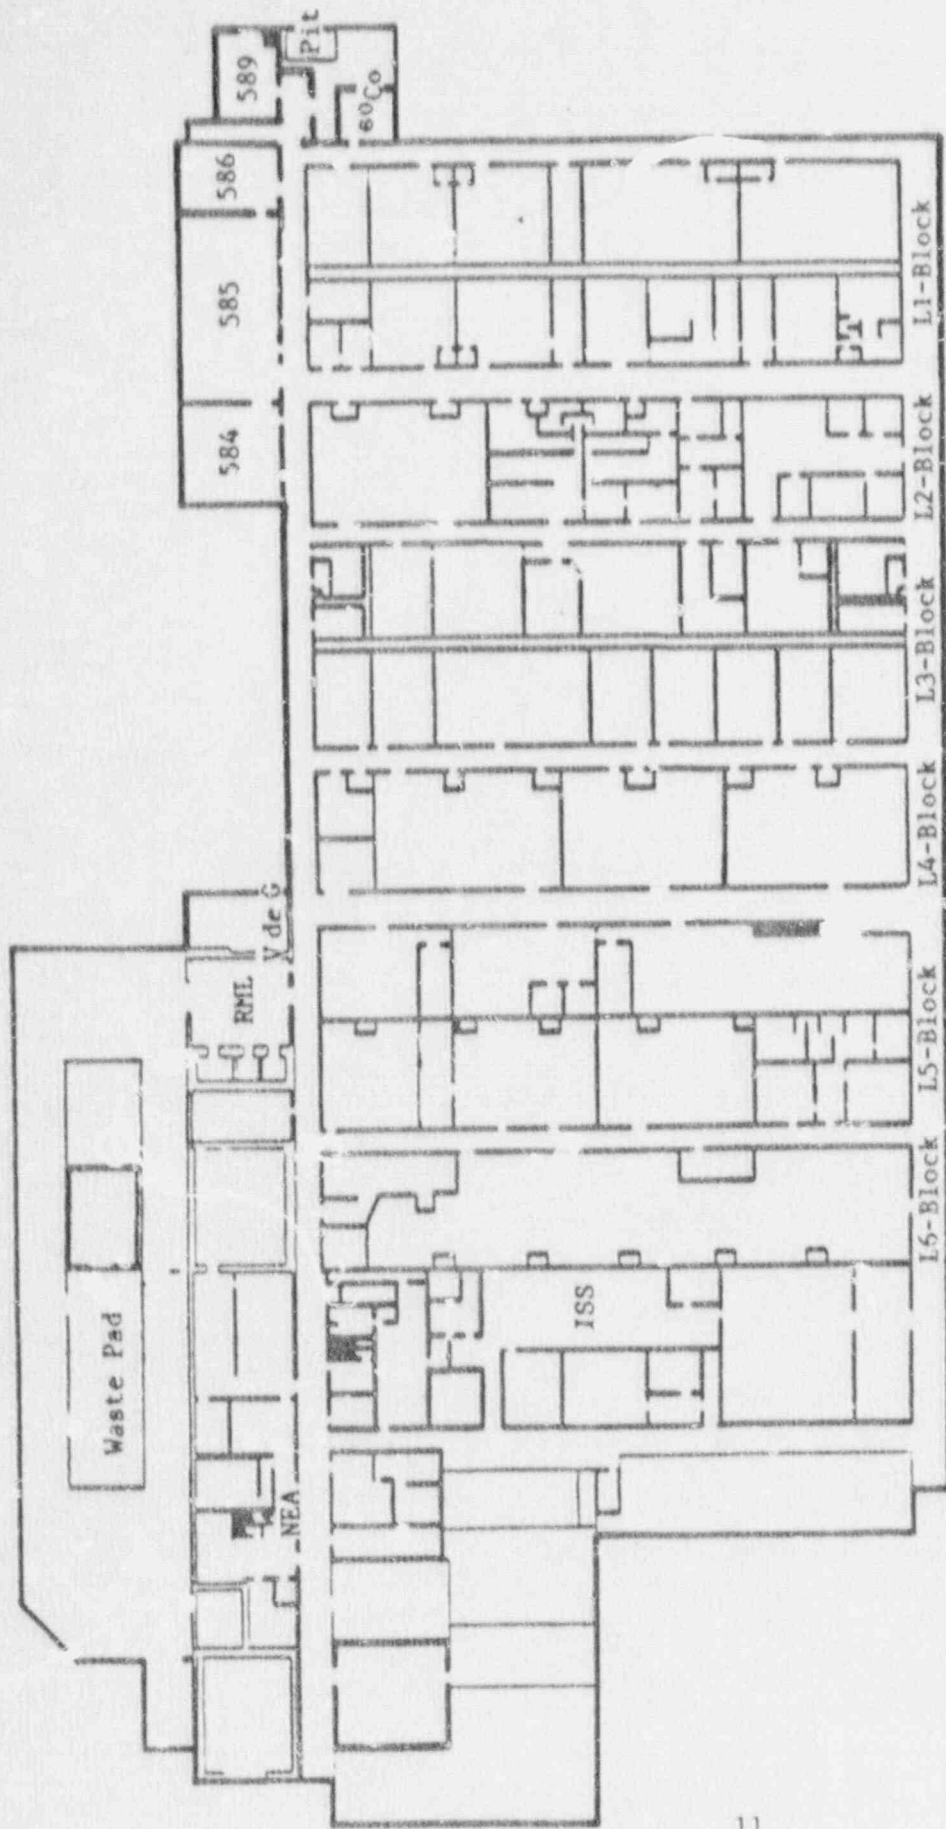 Waste Pad
NEA
RML
V de G
584
585
586
589
Pit
60Co
ISS
L6-Block
L5-Block
L4-Block
L3-Block
L2-Block
L1-Block
11